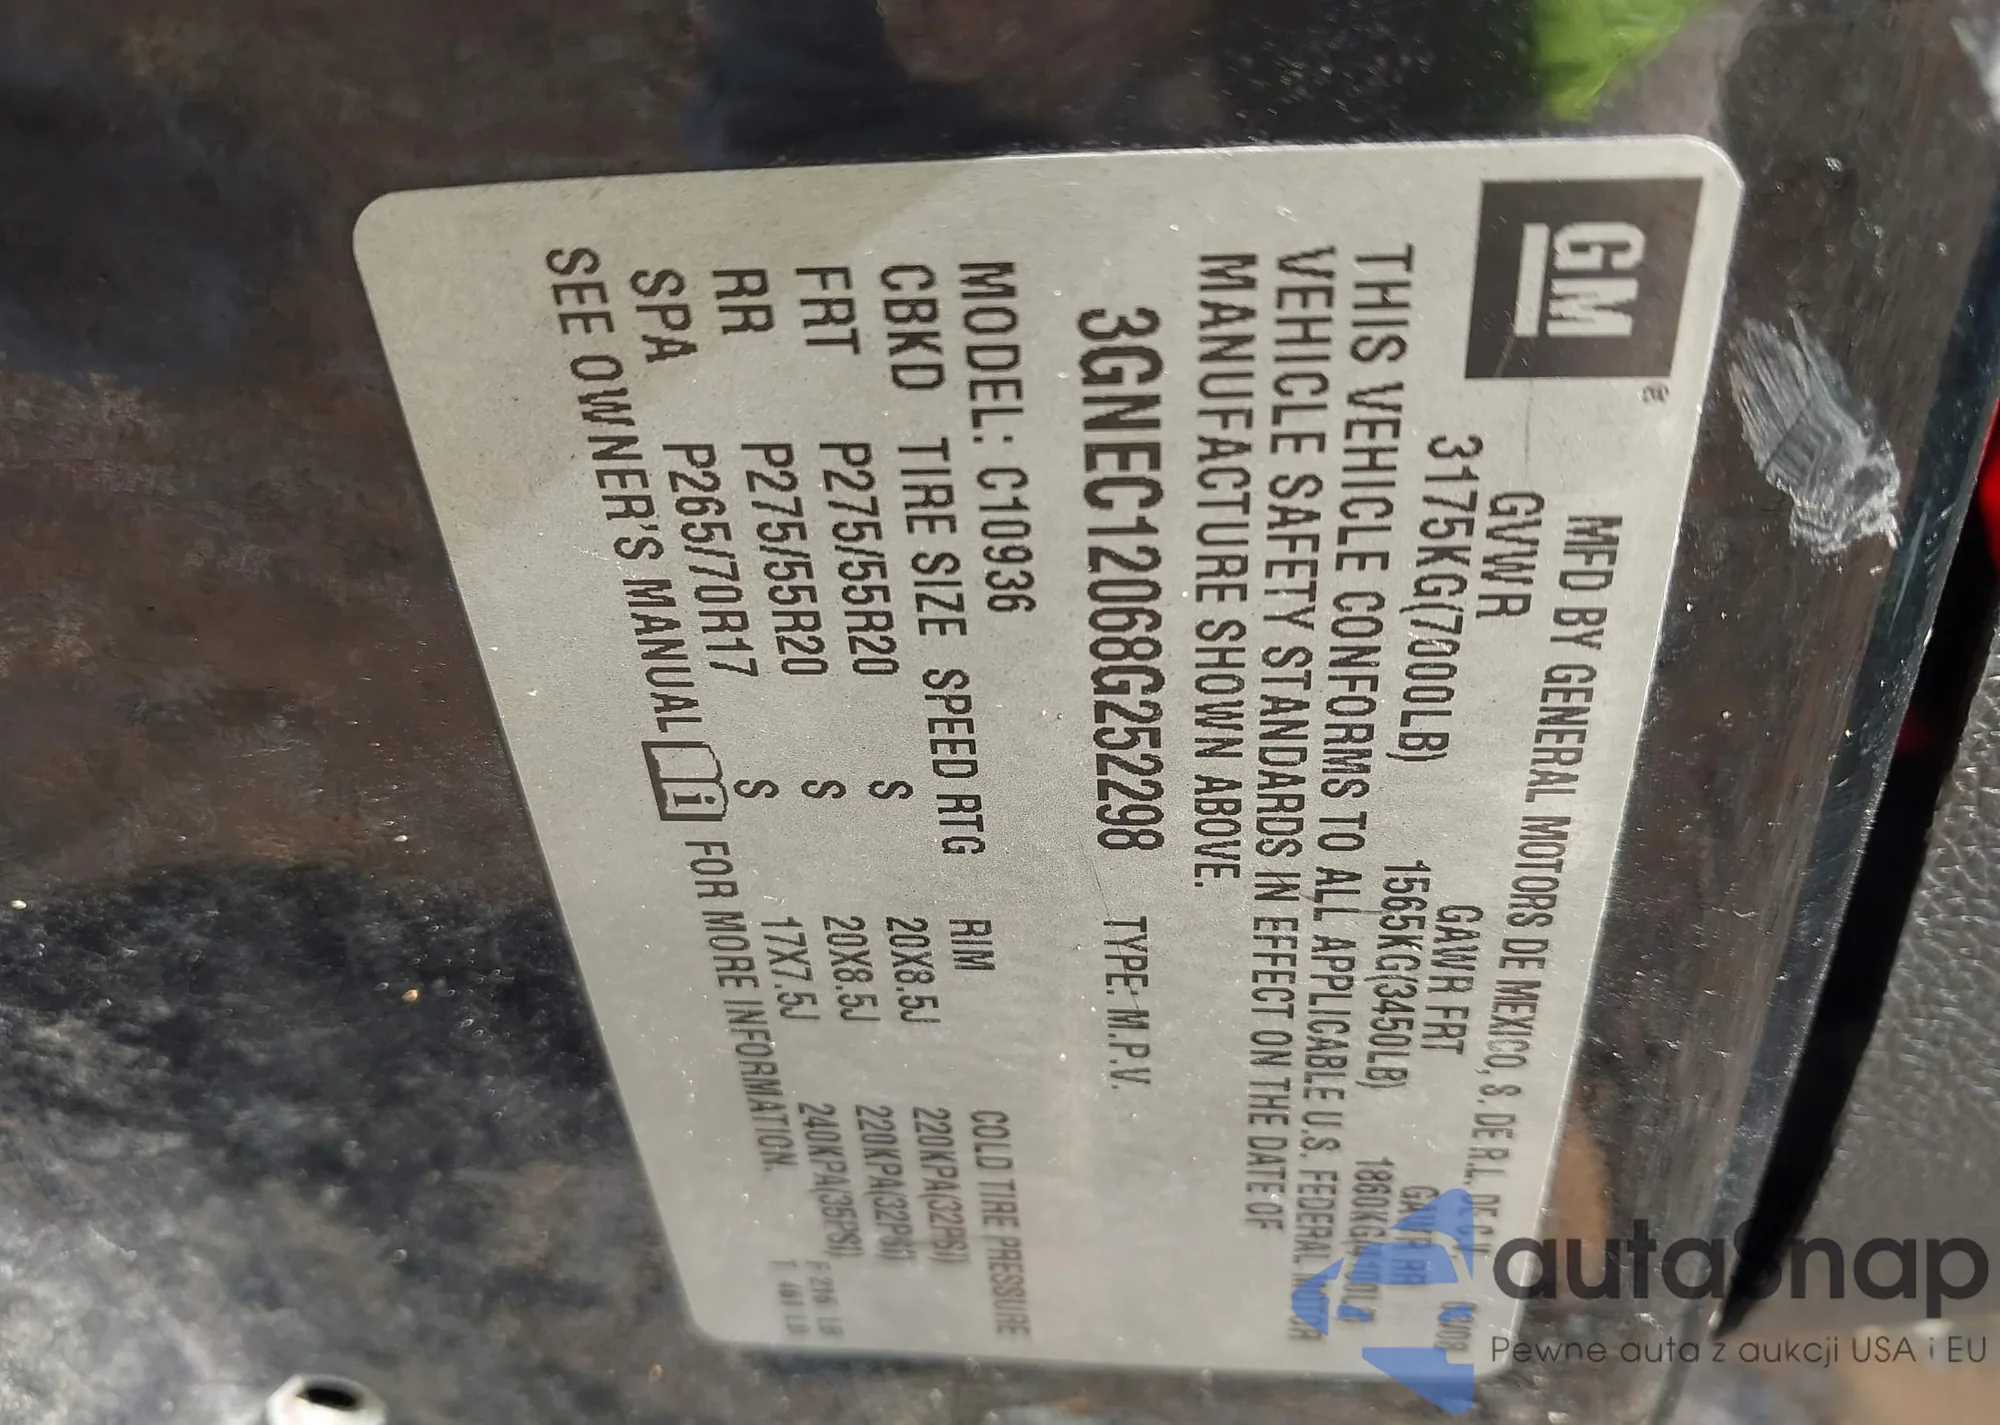 GM
MFD BY GENERAL MOTORS DE MEXICO, S. DE R.L. DE C.V.
GVWR GAWR FRT GAWR RR
3175KG(7000LB) 1565KG(3450LB)
THIS VEHICLE CONFORMS TO ALL APPLICABLE U.S. FEDERAL MOTOR
VEHICLE SAFETY STANDARDS IN EFFECT ON THE DATE OF
MANUFACTURE SHOWN ABOVE.
3GNEC12068G252298 TYPE: M.P.V.
MODEL: C10936
CBKD TIRE SIZE SPEED RTG RIM COLD TIRE PRESSURE
FRT P275/55R20 S 20X8.5J 220KPA(32PSI)
RR P275/55R20 S 20X8.5J 220KPA(32PSI)
SPA P265/70R17 S 17X7.5J 240KPA(35PSI)
SEE OWNER'S MANUAL i FOR MORE INFORMATION.
autasnap
Pewne auta z aukcji USA i EU